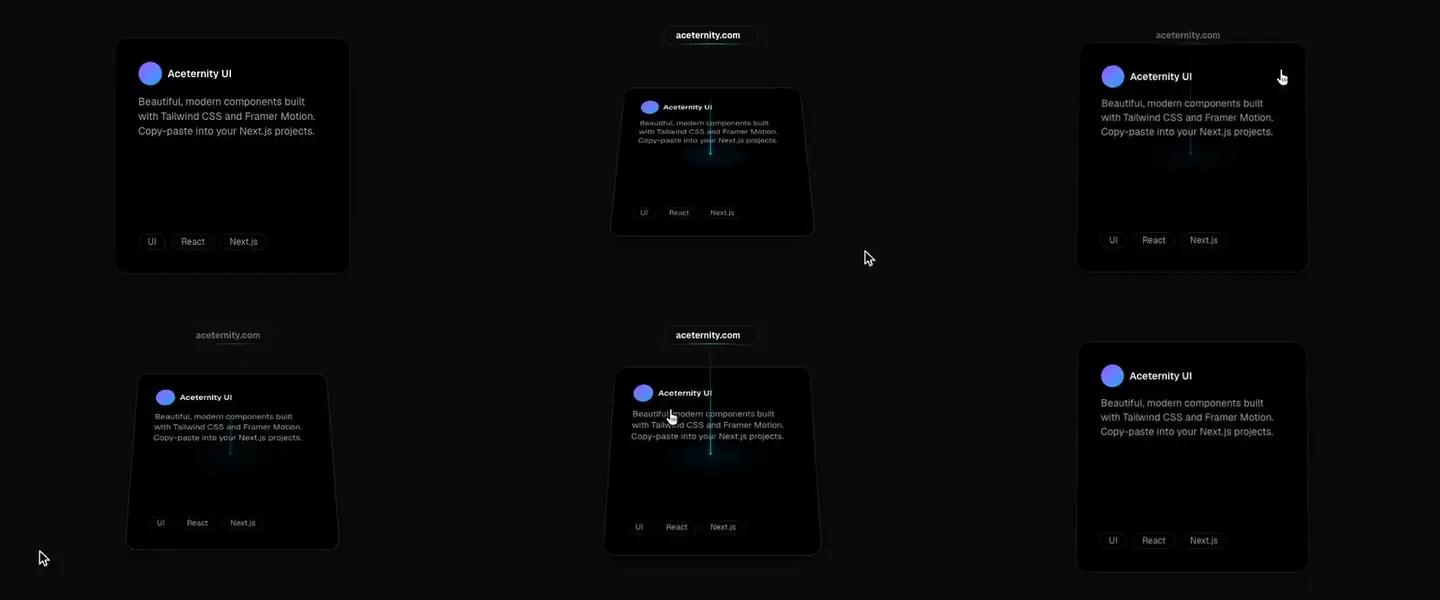 Aceternity UI
Beautiful, modern components built
with Tailwind CSS and Framer Motion.
Copy-paste into your Next.js projects.
UI
React
Next.js
aceternity.com
Aceternity UI
Beautiful, modern components built
with Tailwind CSS and Framer Motion.
Copy-paste into your Next.js projects.
UI
React
Next.js
aceternity.com
Aceternity UI
Beautiful, modern components built
with Tailwind CSS and Framer Motion.
Copy-paste into your Next.js projects.
UI
React
Next.js
aceternity.com
Aceternity UI
Beautiful, modern components built
with Tailwind CSS and Framer Motion.
Copy-paste into your Next.js projects.
UI
React
Next.js
aceternity.com
Aceternity UI
Beautiful, modern components built
with Tailwind CSS and Framer Motion.
Copy-paste into your Next.js projects.
UI
React
Next.js
Aceternity UI
Beautiful, modern components built
with Tailwind CSS and Framer Motion.
Copy-paste into your Next.js projects.
UI
React
Next.js